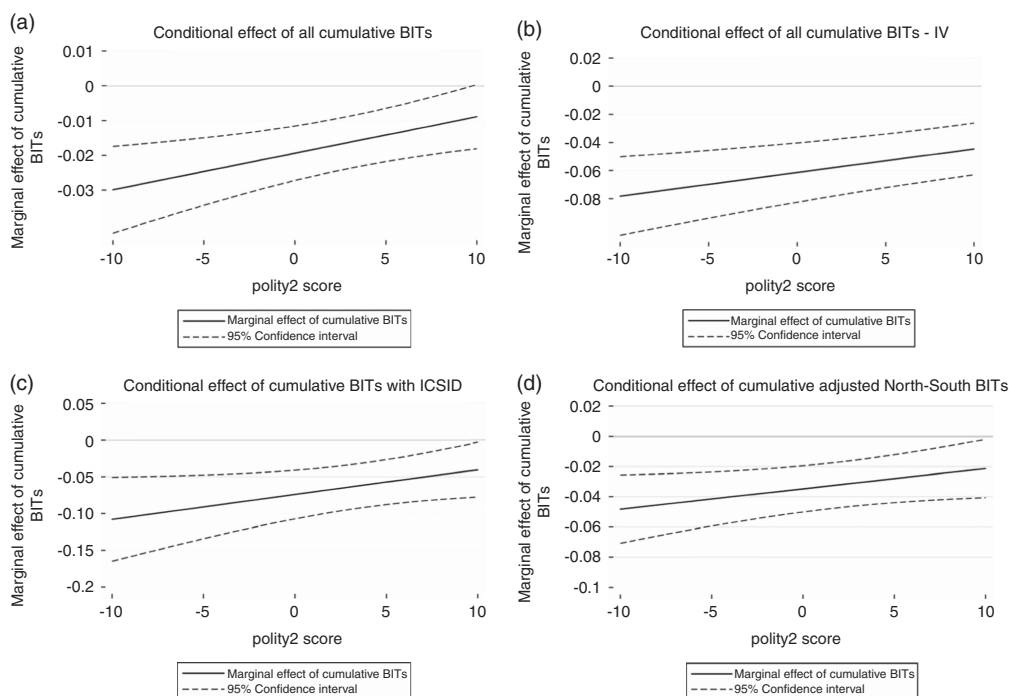 (a)
Conditional effect of all cumulative BITs
Marginal effect of cumulative
BITs
0.01
0
-0.01
-0.02
-0.03
-10
-5
0
5
10
polity2 score
Marginal effect of cumulative BITs
95% Confidence interval
(b)
Conditional effect of all cumulative BITs - IV
Marginal effect of cumulative
BITs
0.02
0
-0.02
-0.04
-0.06
-0.08
-10
-5
0
5
10
polity2 score
Marginal effect of cumulative BITs
95% Confidence interval
(c)
Conditional effect of cumulative BITs with ICSID
Marginal effect of cumulative
BITs
0.05
0
-0.05
-0.10
-0.15
-0.2
-10
-5
0
5
10
polity2 score
Marginal effect of cumulative BITs
95% Confidence interval
(d)
Conditional effect of cumulative adjusted North-South BITs
Marginal effect of cumulative
BITs
0.02
0
-0.02
-0.04
-0.06
-0.08
-0.1
-10
-5
0
5
10
polity2 score
Marginal effect of cumulative BITs
95% Confidence interval